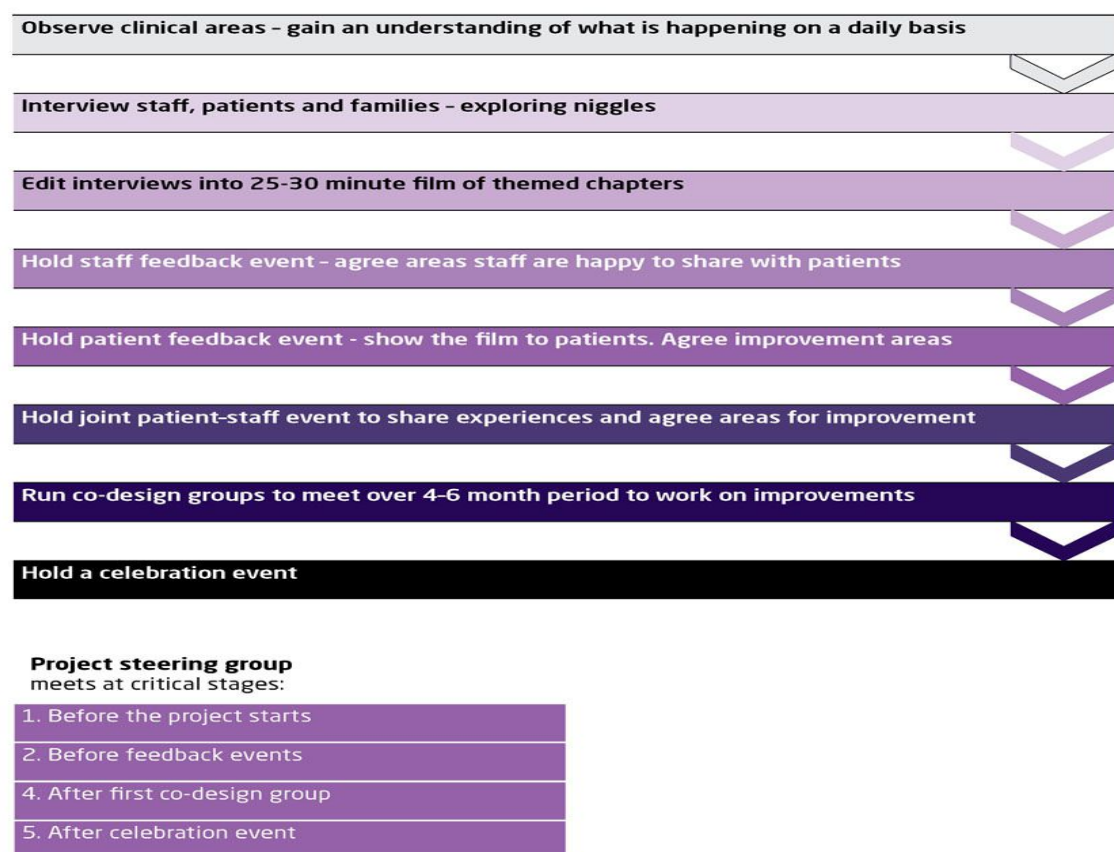 Observe clinical areas - gain an understanding of what is happening on a daily basis
Interview staff, patients and families - exploring niggles
Edit interviews into 25-30 minute film of themed chapters
Hold staff feedback event - agree areas staff are happy to share with patients
Hold patient feedback event - show the film to patients. Agree improvement areas
Hold joint patient-staff event to share experiences and agree areas for improvement
Run co-design groups to meet over 4-6 month period to work on improvements
Hold a celebration event
Project steering group
meets at critical stages:
1. Before the project starts
2. Before feedback events
4. After first co-design group
5. After celebration event